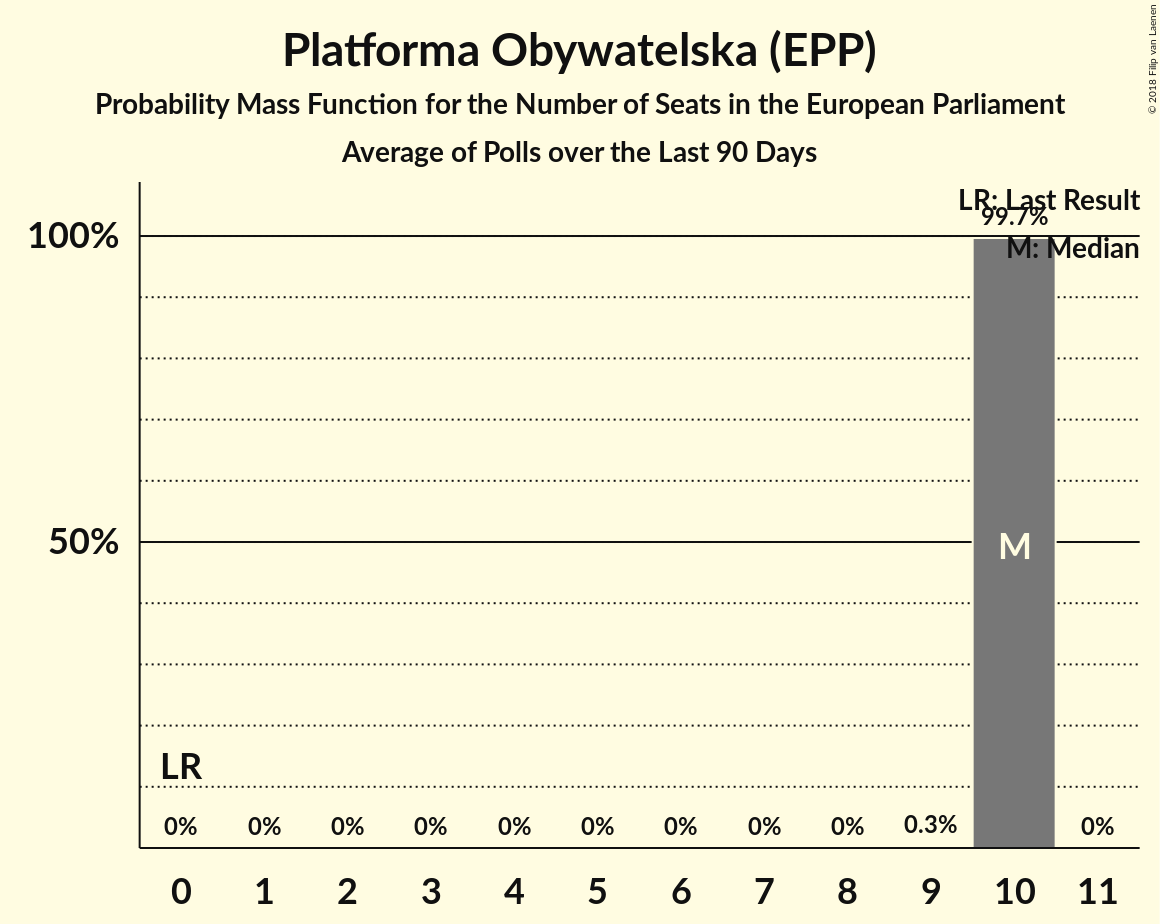 Platforma Obywatelska (EPP)
Probability Mass Function for the Number of Seats in the European Parliament
Average of Polls over the Last 90 Days
© 2018 Filip van Laenen
LR: Last Result
99.7%
M: Median
100%
50%
M
LR
0% 0% 0% 0% 0% 0% 0% 0% 0% 0.3% 0%
0 1 2 3 4 5 6 7 8 9 10 11